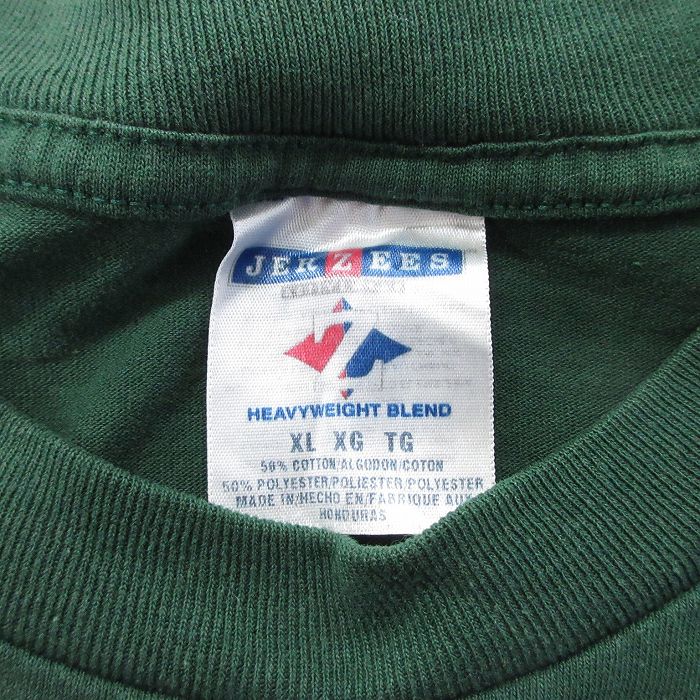 JERZEES
HEAVYWEIGHT BLEND
XL XG TG
50% COTTON/ALGODON/COTON
50% POLYESTER/POLIESTER/POLYESTER
MADE IN/HECHO EN/FABRIQUE AUX
HONDURAS